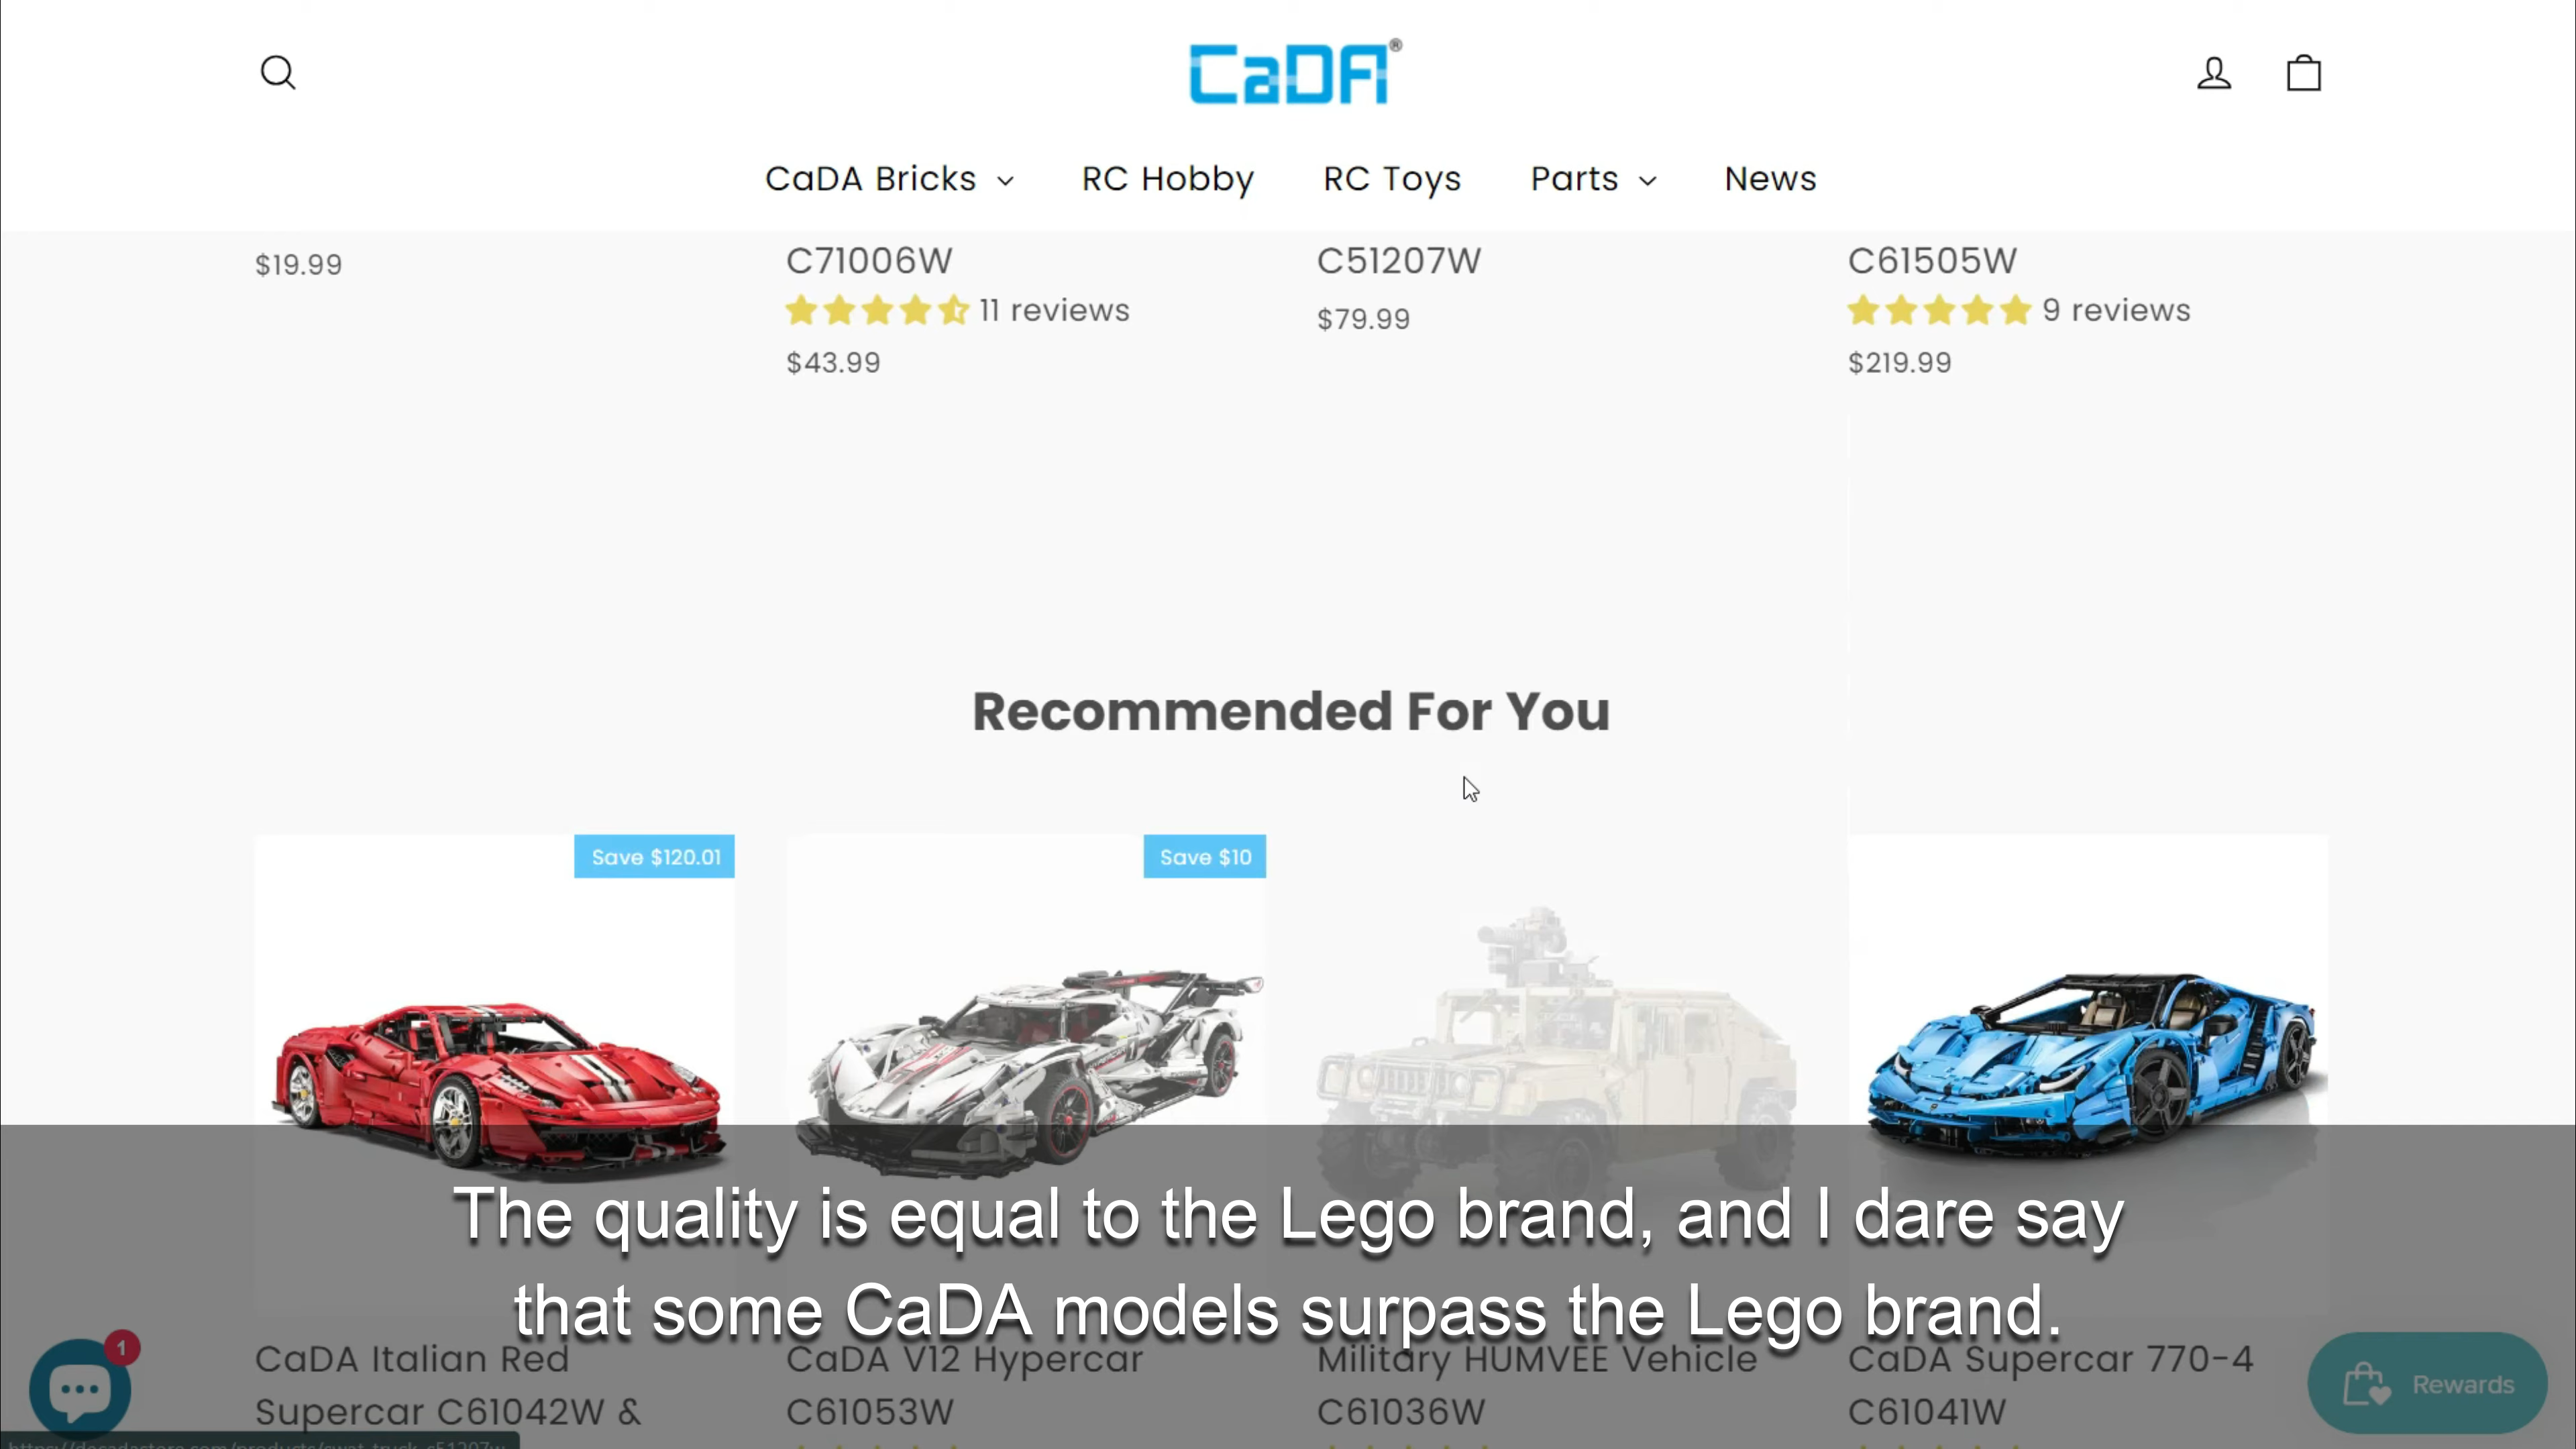 CaDA®
CaDA Bricks
RC Hobby
RC Toys
Parts
News
$19.99
C71006W
11 reviews
$43.99
C51207W
$79.99
C61505W
9 reviews
$219.99
Recommended For You
Save $120.01
Save $10
The quality is equal to the Lego brand, and I dare say
that some CaDA models surpass the Lego brand.
CaDA Italian Red
Supercar C61042W &
CaDA V12 Hypercar
C61053W
Military HUMVEE Vehicle
C61036W
CaDA Supercar 770-4
C61041W
1
Rewards